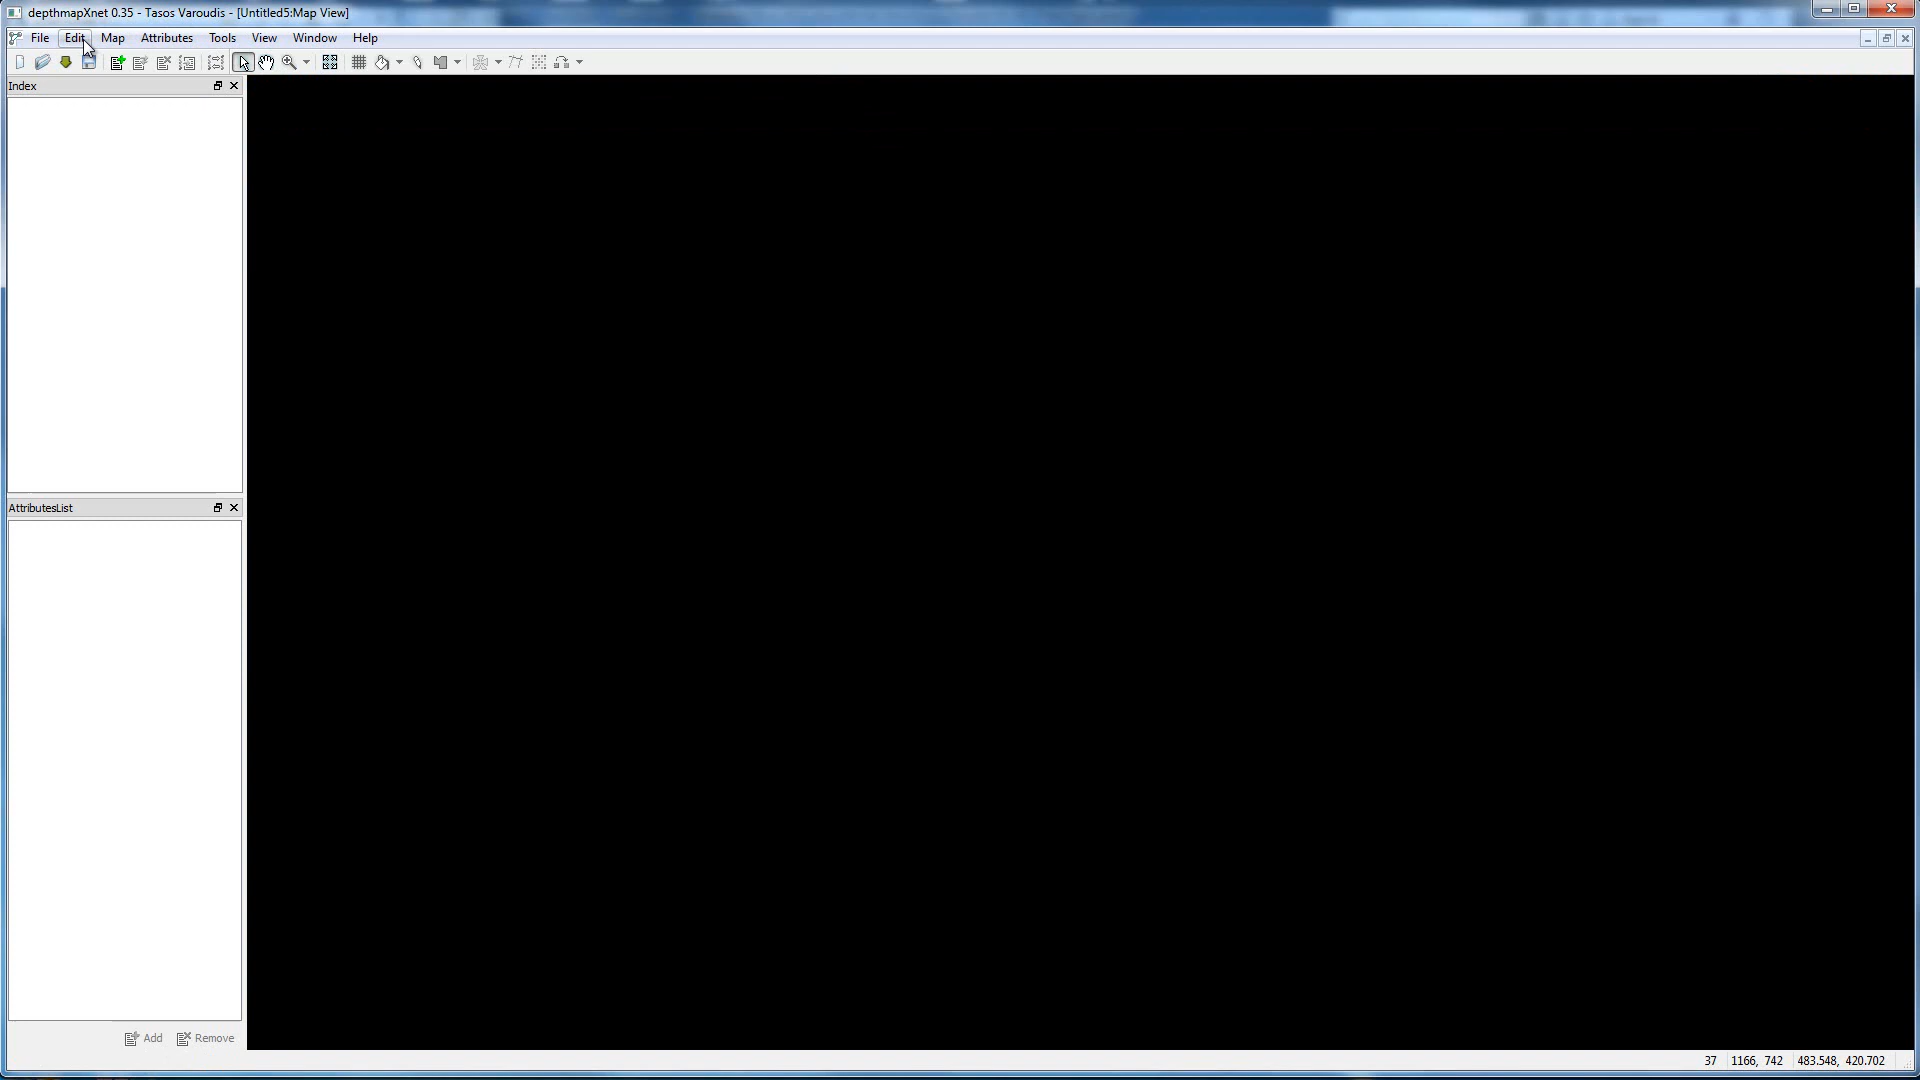 depthmapXnet 0.35 - Tasos Varoudis - [Untitled5:Map View]
File Edit Map Attributes Tools View Window Help
Index
AttributesList
Add Remove
37 1166, 742 483.548, 420.702